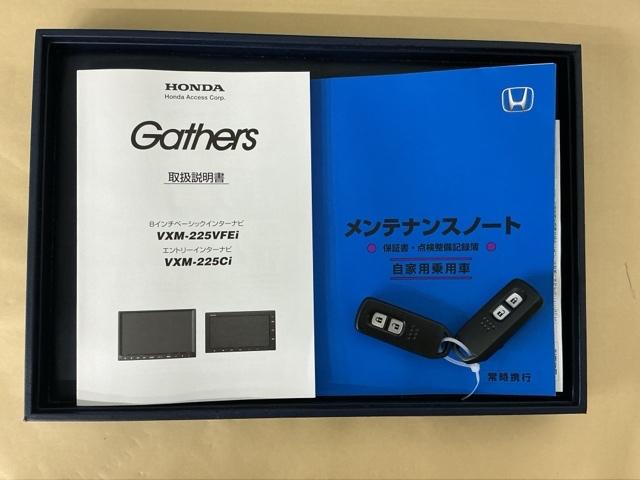 HONDA
Honda Access Corp.
Gathers
取扱説明書
8インチベーシックインターナビ
VXM-225VFEi
エントリーインターナビ
VXM-225Ci
メンテナンスノート
保証書・点検整備記録簿
自家用乗用車
常時携行